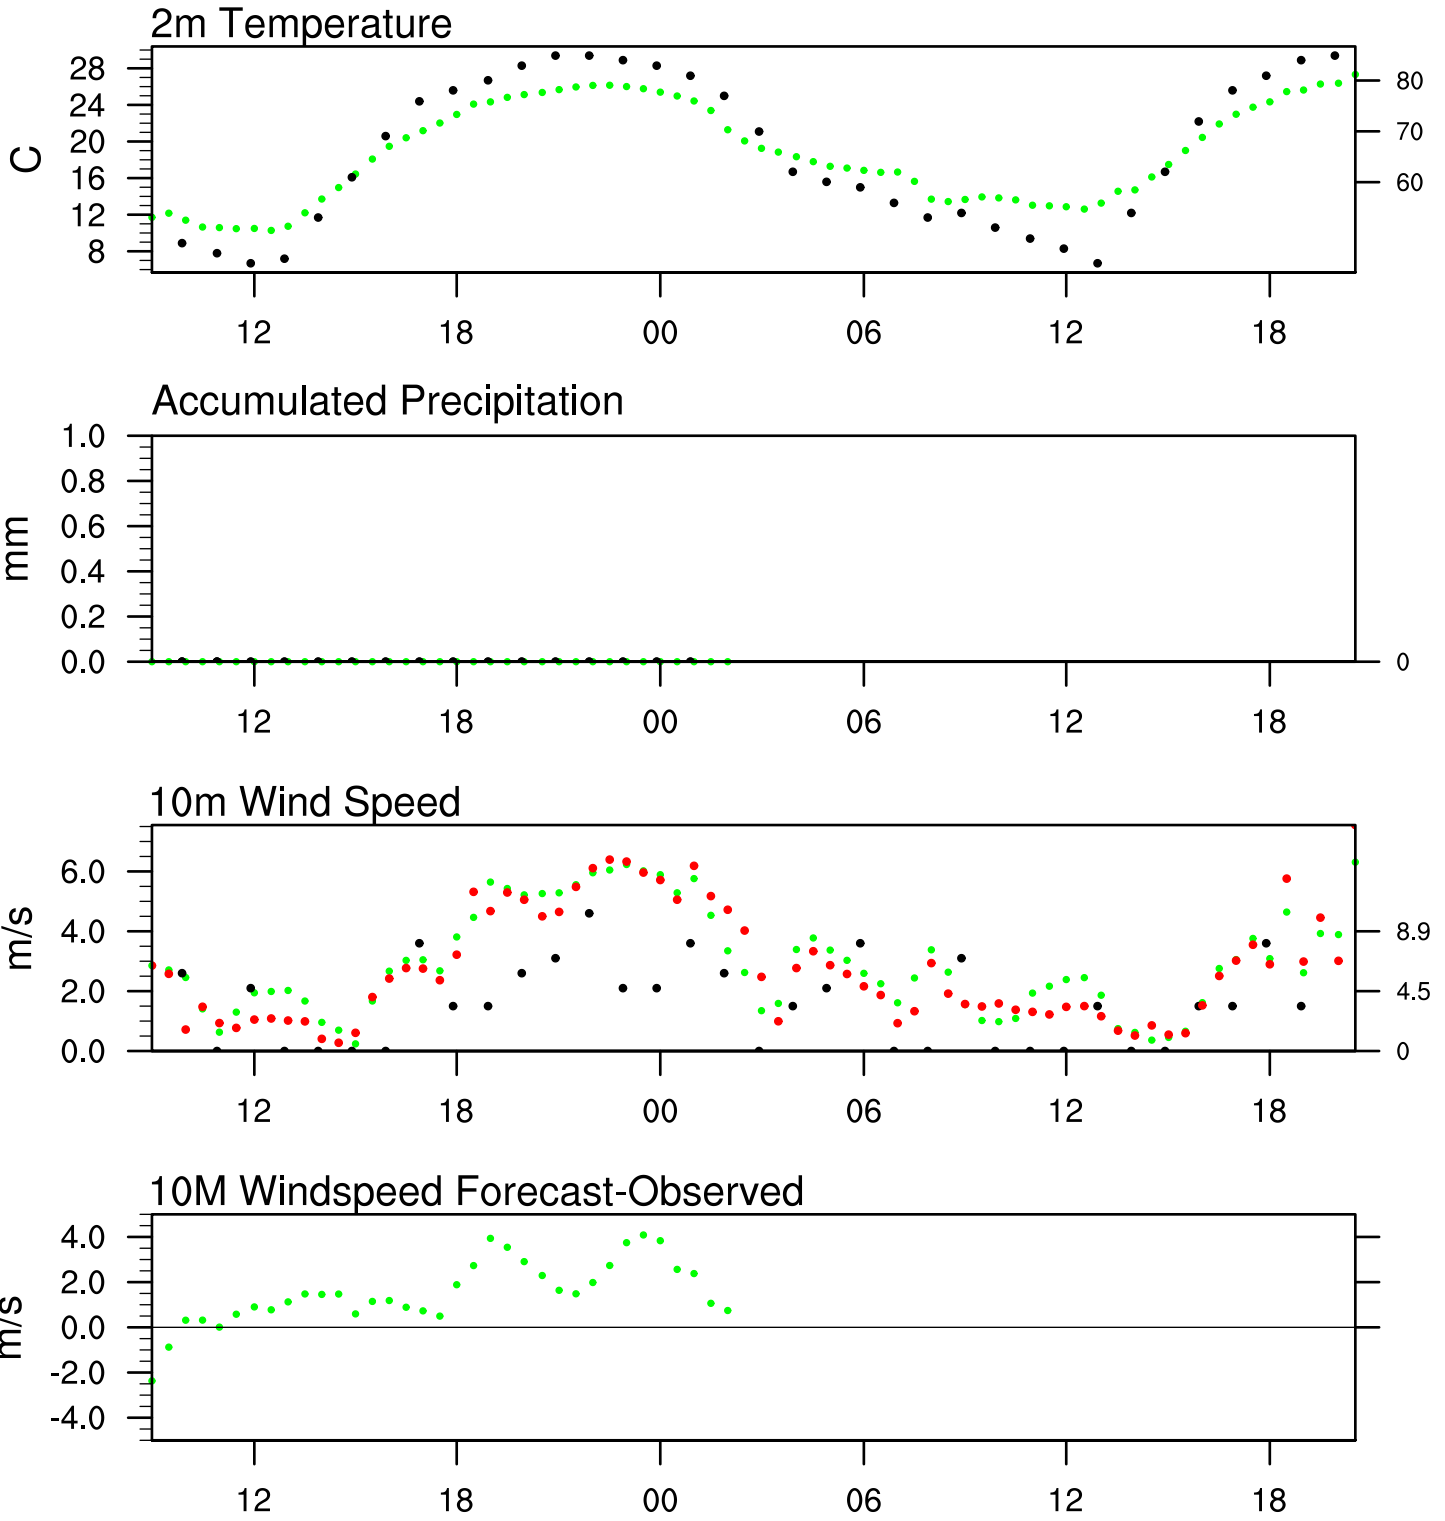 2m Temperature
28
24
20
16
12
8
C
80
70
60
12 18 00 06 12 18
Accumulated Precipitation
1.0
0.8
0.6
0.4
0.2
0.0
mm
0
12 18 00 06 12 18
10m Wind Speed
6.0
4.0
2.0
0.0
m/s
8.9
4.5
0
12 18 00 06 12 18
10M Windspeed Forecast-Observed
4.0
2.0
0.0
-2.0
-4.0
m/s
12 18 00 06 12 18